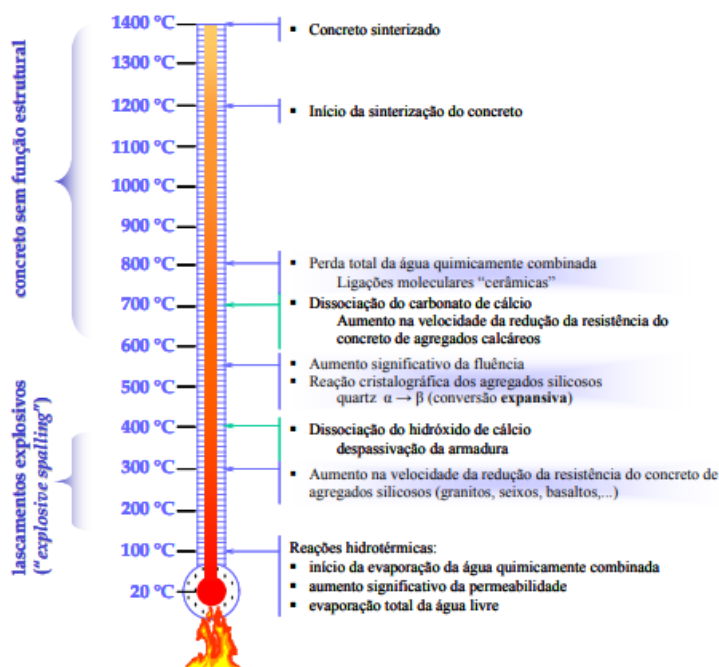 concreto sem função estrutural
lascamentos explosivos
("explosive spalling")
1400 °C
1300 °C
1200 °C
1100 °C
1000 °C
900 °C
800 °C
700 °C
600 °C
500 °C
400 °C
300 °C
200 °C
100 °C
20 °C
▪ Concreto sinterizado
▪ Início da sinterização do concreto
▪ Perda total da água quimicamente combinada
Ligações moleculares “cerâmicas”
▪ Dissociação do carbonato de cálcio
Aumento na velocidade da redução da resistência do
concreto de agregados calcáreos
▪ Aumento significativo da fluência
▪ Reação cristalográfica dos agregados silicosos
quartz α → β (conversão expansiva)
▪ Dissociação do hidróxido de cálcio
despassivação da armadura
▪ Aumento na velocidade da redução da resistência do concreto de
agregados silicosos (granitos, seixos, basaltos,...)
Reações hidrotérmicas:
▪ início da evaporação da água quimicamente combinada
▪ aumento significativo da permeabilidade
▪ evaporação total da água livre